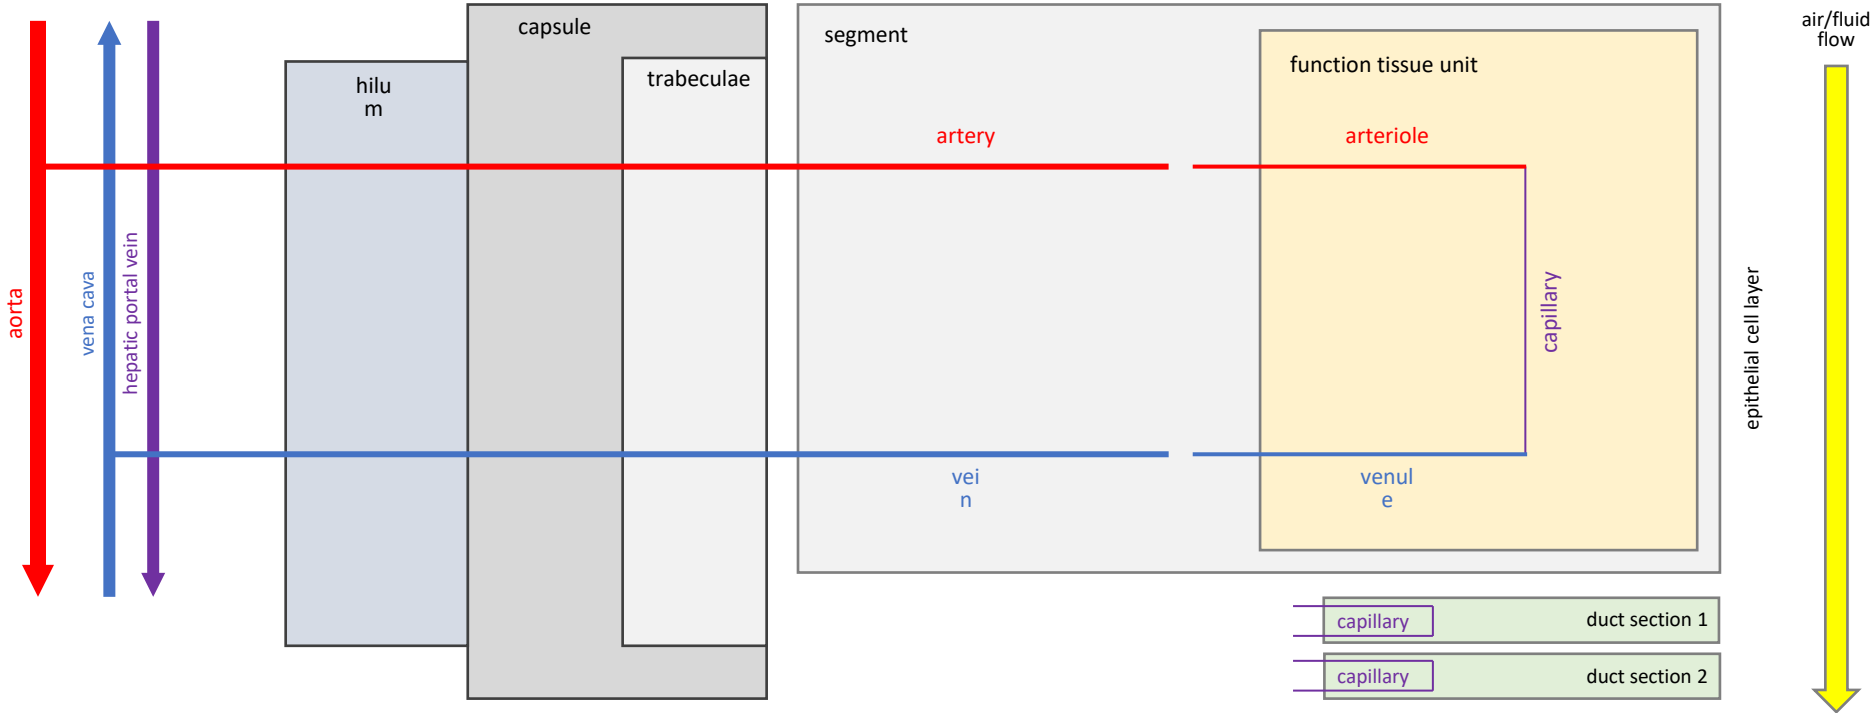 capsule
segment
air/fluid
flow
function tissue unit
hilu
m
trabeculae
artery
arteriole
aorta
vena cava
hepatic portal vein
capillary
epithelial cell layer
vei
n
venul
e
capillary
duct section 1
capillary
duct section 2